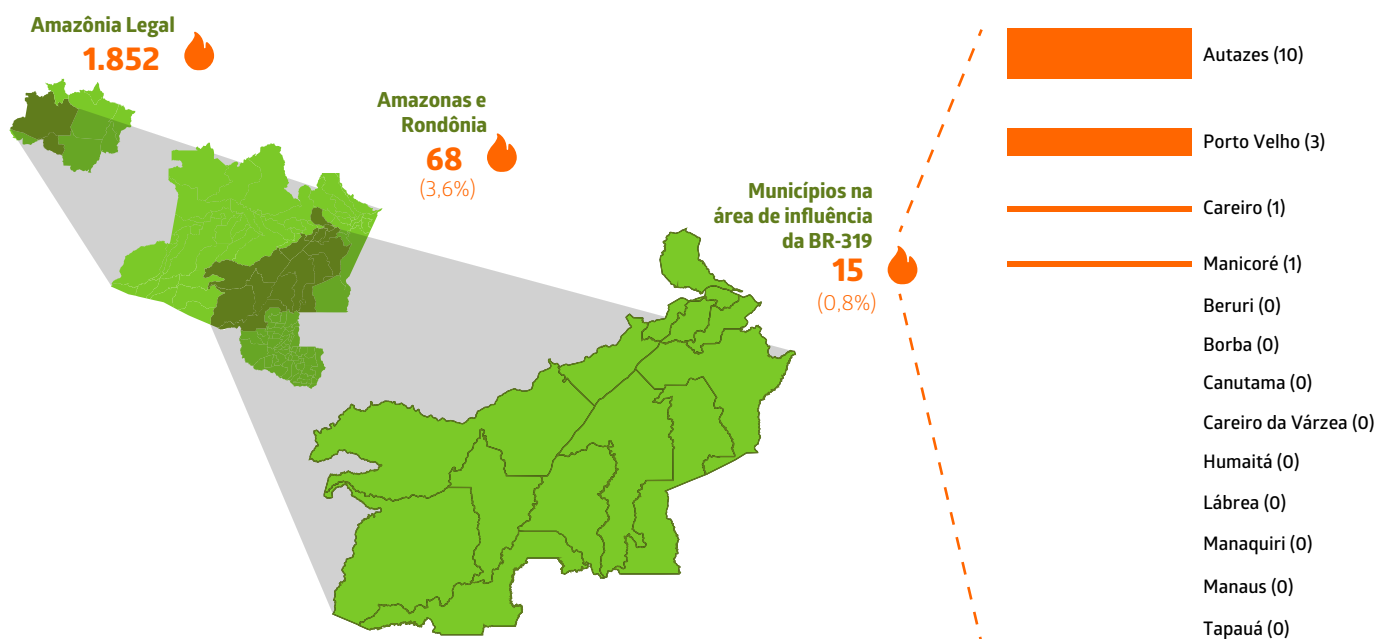 Amazônia Legal
1.852
Amazonas e
Rondônia
68
(3,6%)
Municípios na
área de influência
da BR-319
15
(0,8%)
Autazes (10)
Porto Velho (3)
Careiro (1)
Manicoré (1)
Beruri (0)
Borba (0)
Canutama (0)
Careiro da Várzea (0)
Humaitá (0)
Lábrea (0)
Manaquiri (0)
Manaus (0)
Tapauá (0)